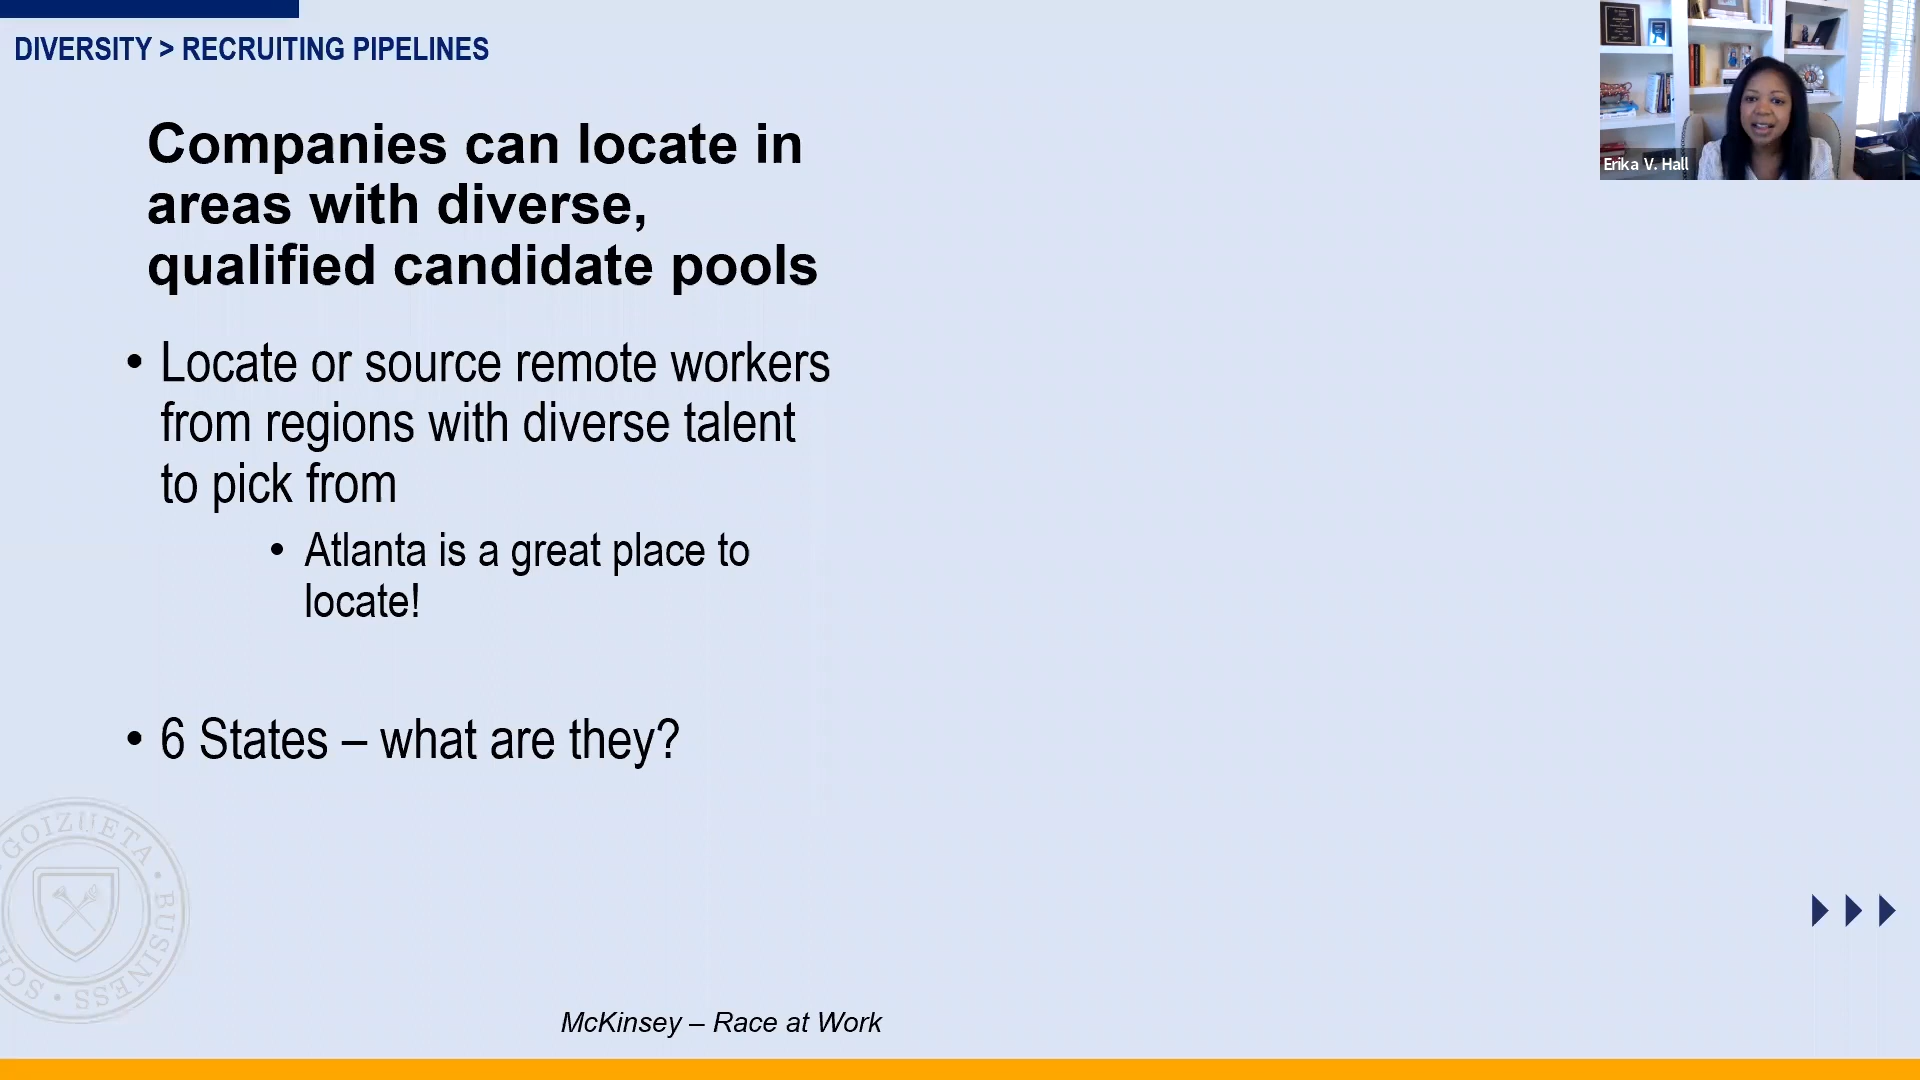 DIVERSITY > RECRUITING PIPELINES
Erika V. Hall
Companies can locate in
areas with diverse,
qualified candidate pools
• Locate or source remote workers
from regions with diverse talent
to pick from
• Atlanta is a great place to
locate!
• 6 States – what are they?
GOIZUETA • BUSINESS • SCH
McKinsey – Race at Work